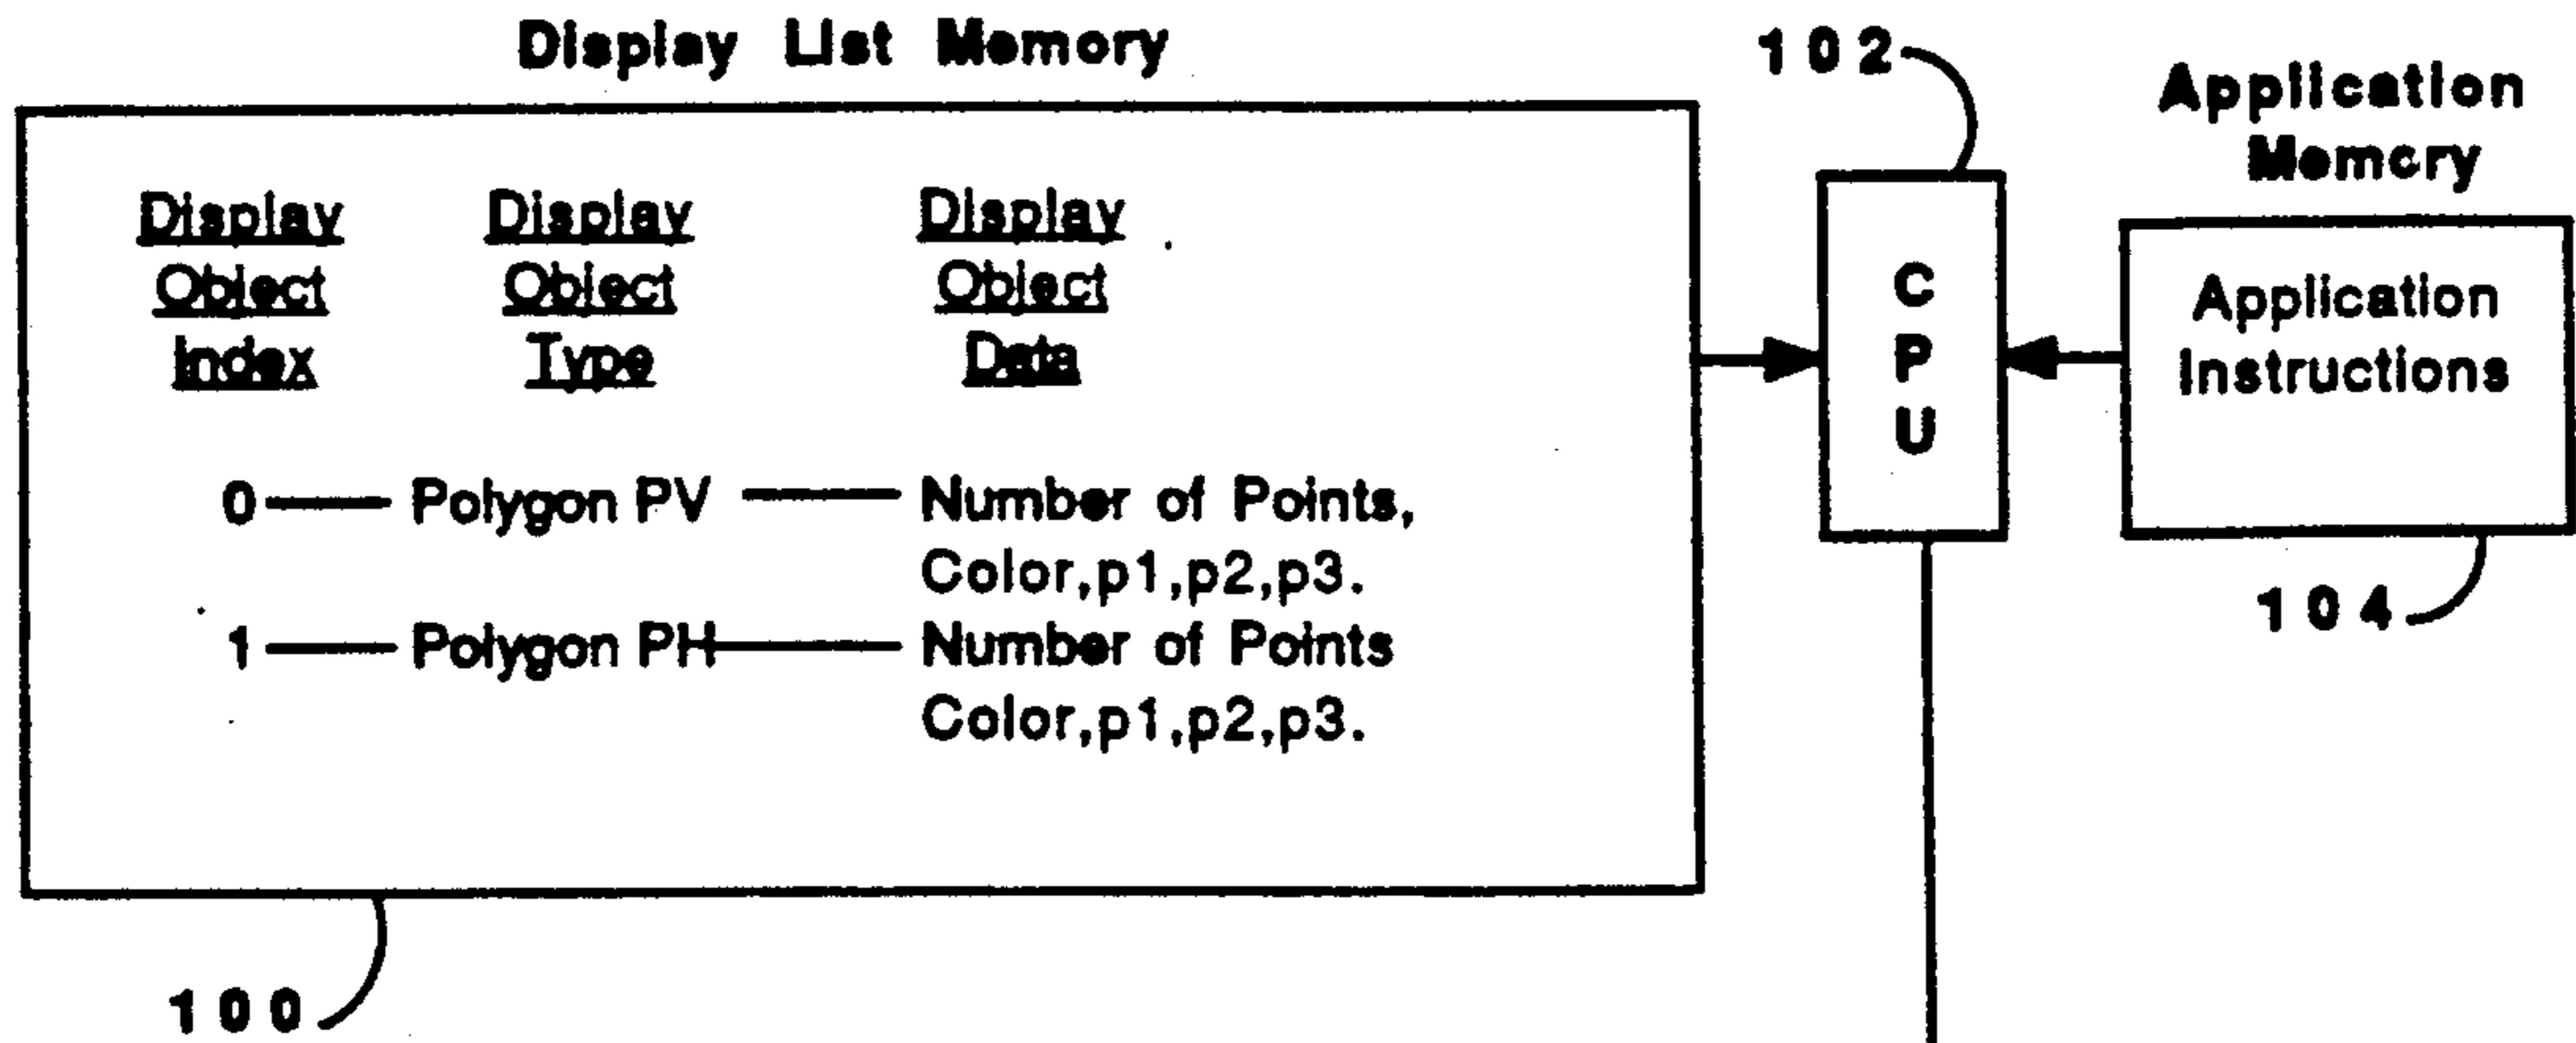 Display List Memory
102
Application
Memory
Display Object Index
Display Object Type
Display Object Data
0 Polygon PV Number of Points,
Color,p1,p2,p3.
1 Polygon PH Number of Points
Color,p1,p2,p3.
CPU
Application
Instructions
104
100